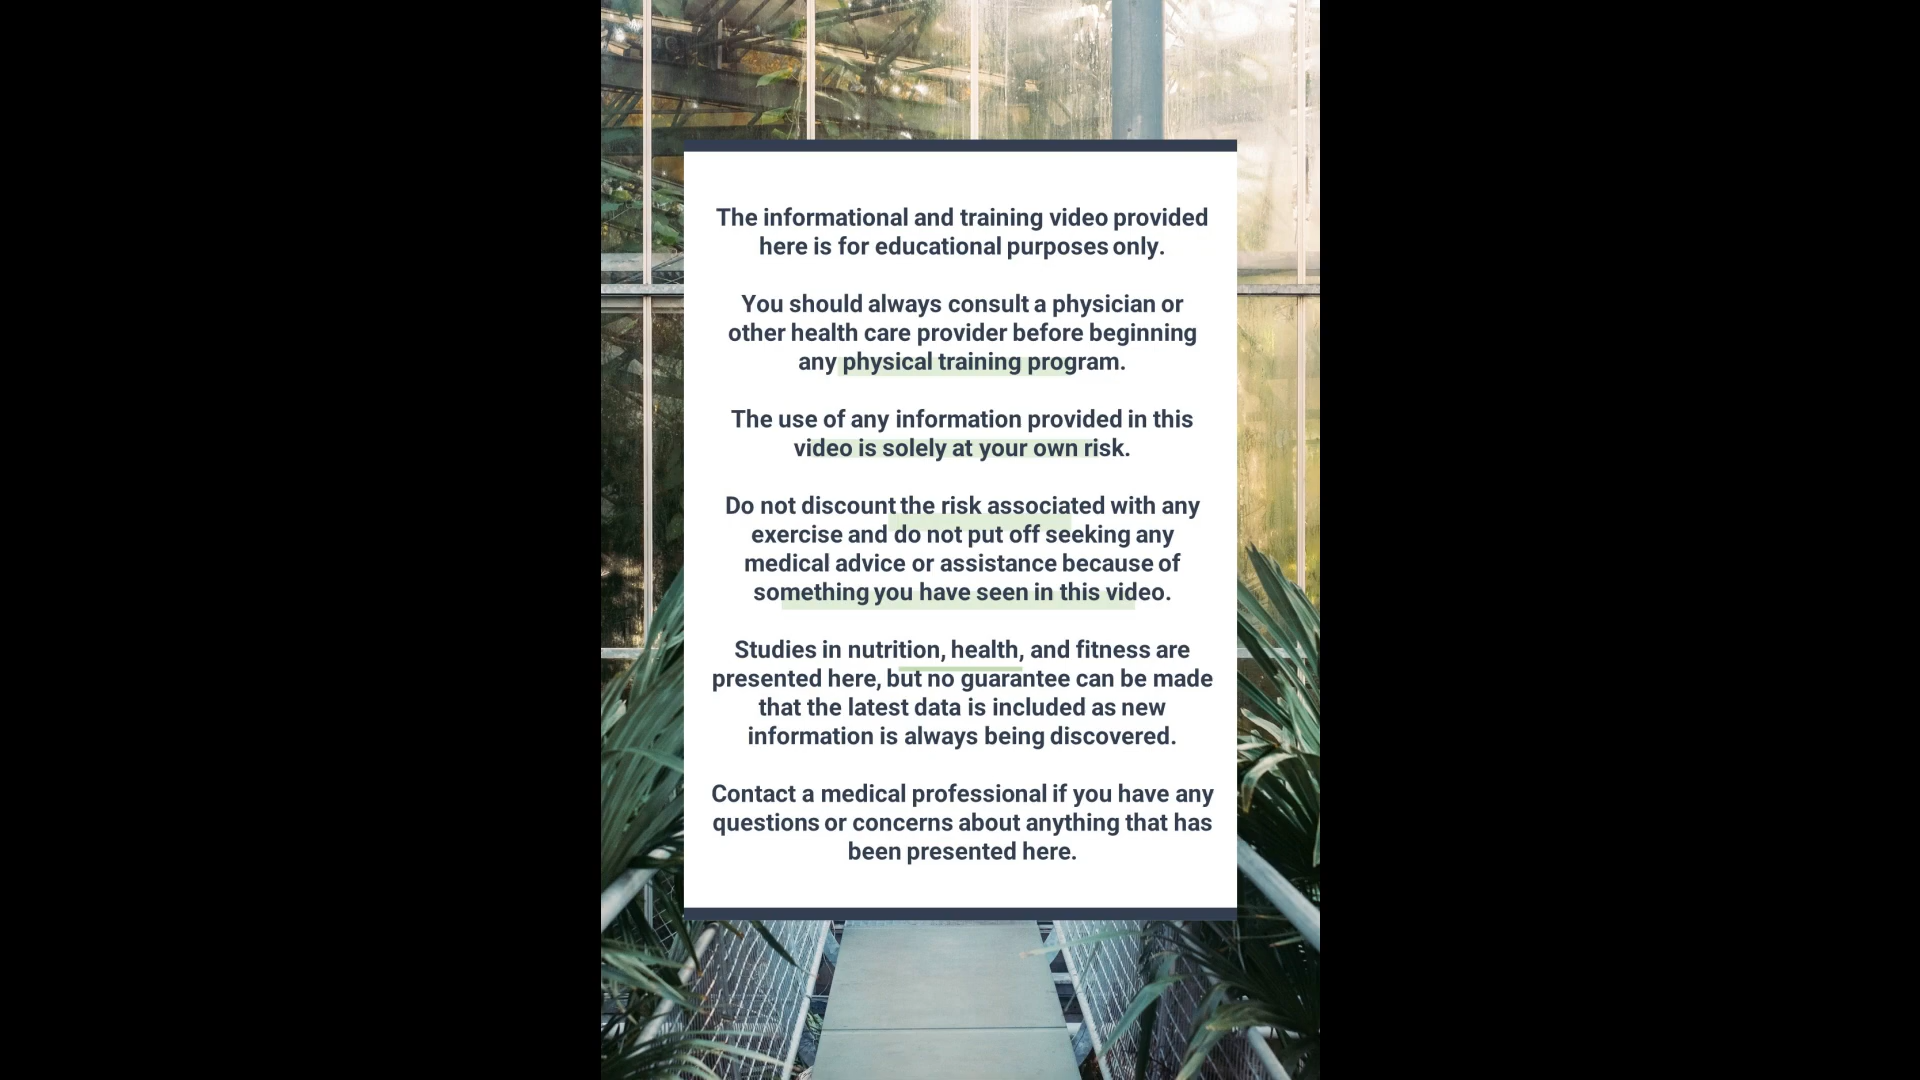 The informational and training video provided
here is for educational purposes only.
You should always consult a physician or
other health care provider before beginning
any physical training program.
The use of any information provided in this
video is solely at your own risk.
Do not discount the risk associated with any
exercise and do not put off seeking any
medical advice or assistance because of
something you have seen in this video.
Studies in nutrition, health, and fitness are
presented here, but no guarantee can be made
that the latest data is included as new
information is always being discovered.
Contact a medical professional if you have any
questions or concerns about anything that has
been presented here.